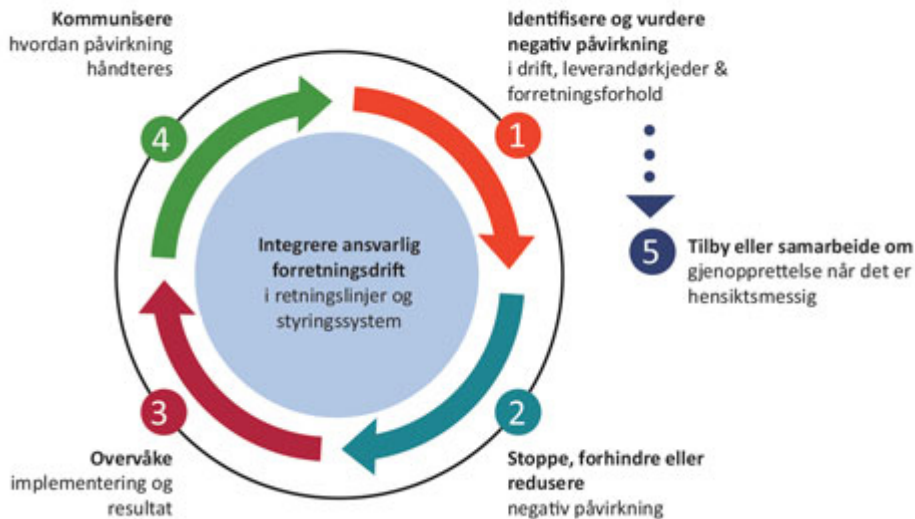 Kommunisere
hvordan påvirkning
håndteres
4
Identifisere og vurdere
negativ påvirkning
i drift, leverandørkjeder &
forretningsforhold
1
Integrere ansvarlig
forretningsdrift
i retningslinjer og
styringssystem
5
Tilby eller samarbeide om
gjenopprettelse når det er
hensiktsmessig
3
Overvåke
implementering og
resultat
2
Stoppe, forhindre eller
redusere
negativ påvirkning